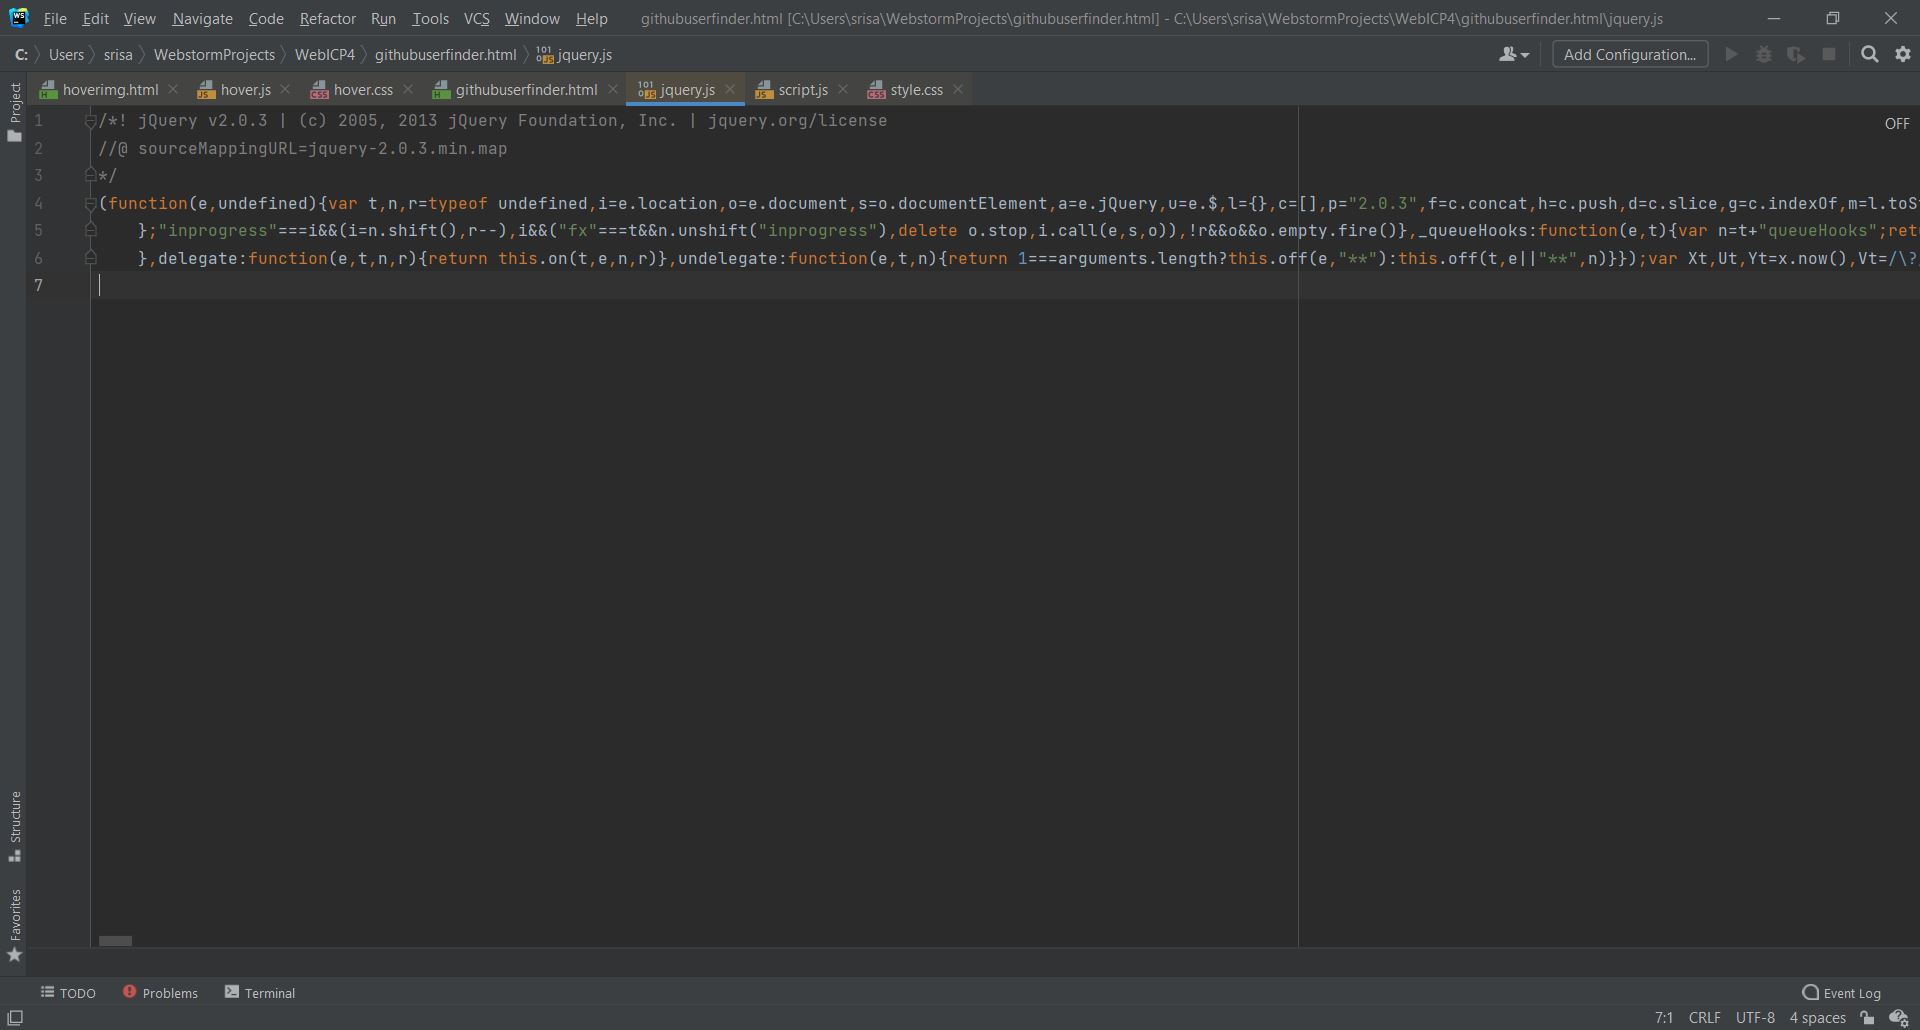 File Edit View Navigate Code Refactor Run Tools VCS Window Help githubuserfinder.html [C:\Users\srisa\WebstormProjects\githubuserfinder.html] - C:\Users\srisa\WebstormProjects\WebICP4\githubuserfinder.html\jquery.js
C: Users srisa WebstormProjects WebICP4 githubuserfinder.html jquery.js Add Configuration...
hoverimg.html hover.js hover.css githubuserfinder.html jquery.js script.js style.css
Project
OFF
1 /*! jQuery v2.0.3 | (c) 2005, 2013 jQuery Foundation, Inc. | jquery.org/license
2 //@ sourceMappingURL=jquery-2.0.3.min.map
3 */
4 (function(e,undefined){var t,n,r=typeof undefined,i=e.location,o=e.document,s=o.documentElement,a=e.jQuery,u=e.$,l={},c=[],p="2.0.3",f=c.concat,h=c.push,d=c.slice,g=c.indexOf,m=l.toSt
5 };"inprogress"===i&&(i=n.shift(),r--),i&&("fx"===t&&n.unshift("inprogress"),delete o.stop,i.call(e,s,o)),!r&&o&&o.empty.fire()},_queueHooks:function(e,t){var n=t+"queueHooks";retu
6 },delegate:function(e,t,n,r){return this.on(t,e,n,r)},undelegate:function(e,t,n){return 1===arguments.length?this.off(e,"**"):this.off(t,e||"**",n)}});var Xt,Ut,Yt=x.now(),Vt=/\?
7
Structure
Favorites
TODO Problems Terminal Event Log
7:1 CRLF UTF-8 4 spaces